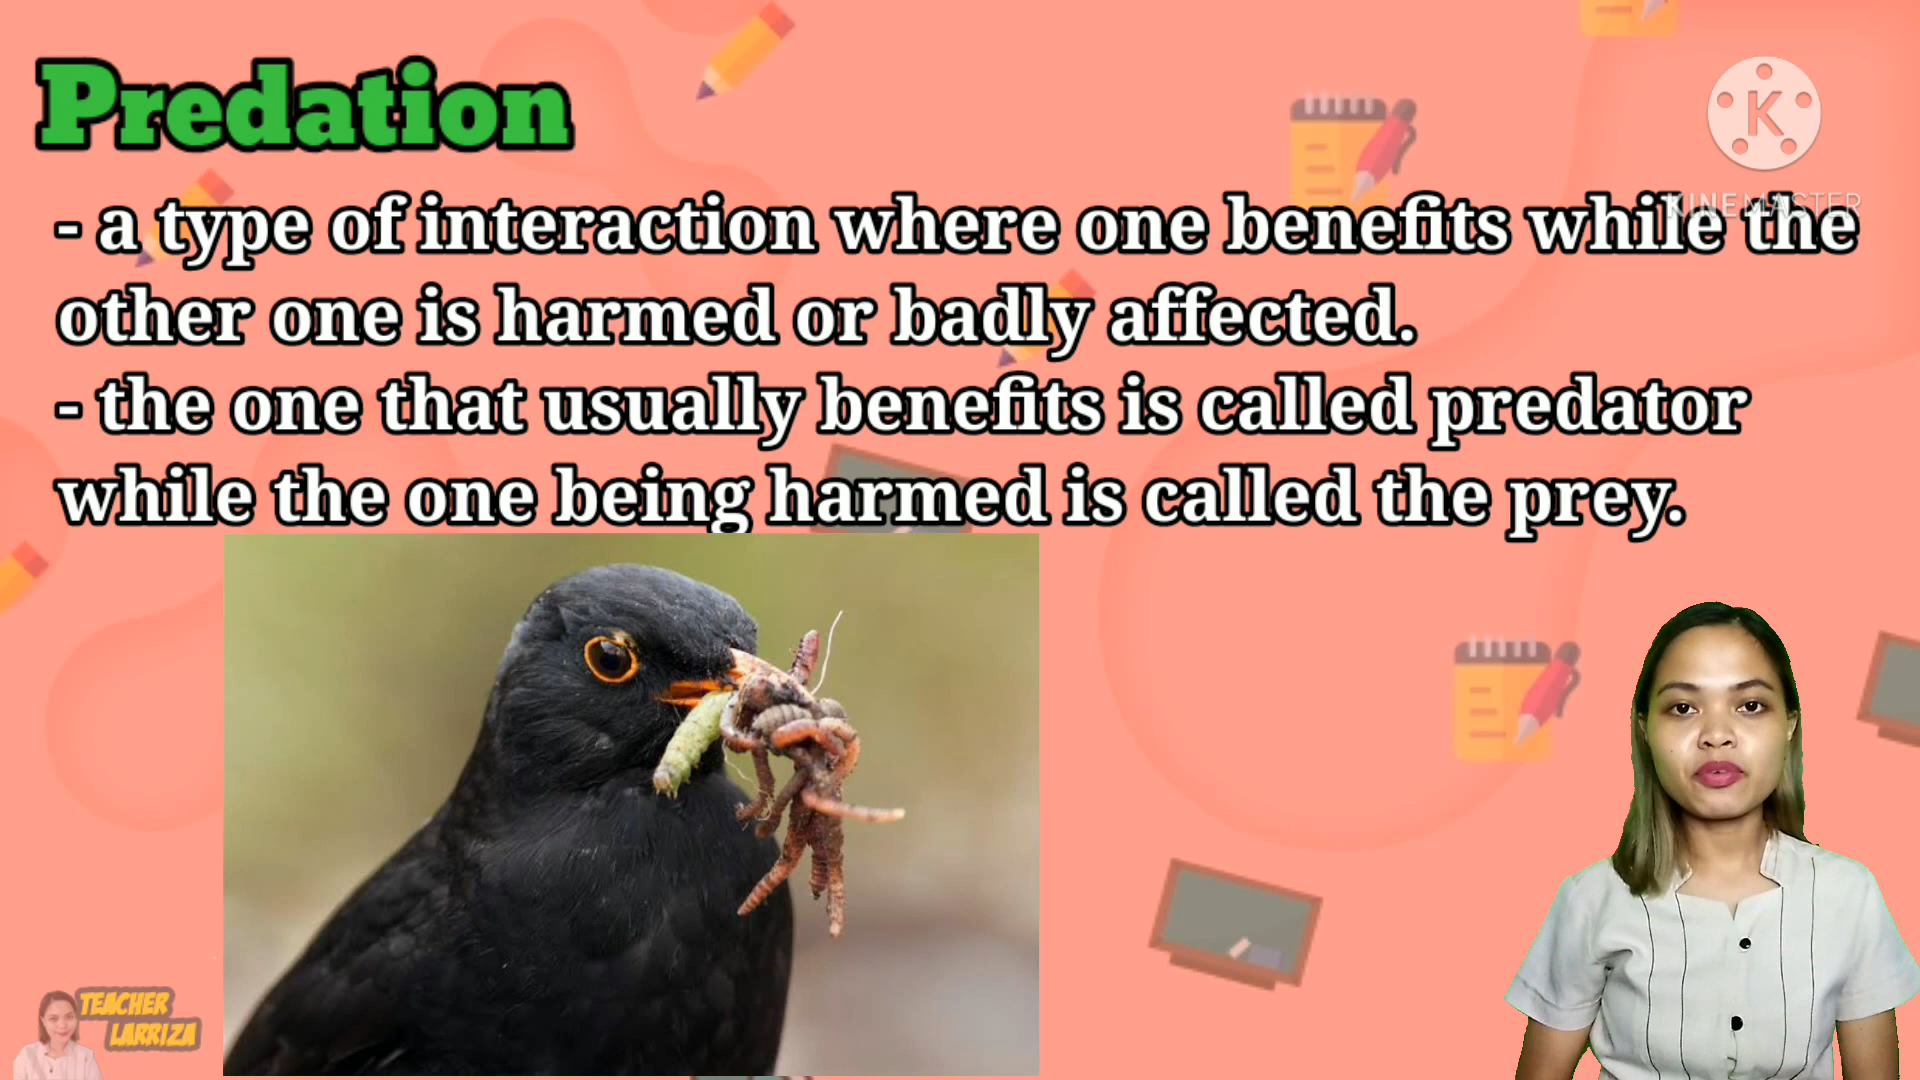 Predation
K
KINEMASTER
- a type of interaction where one benefits while the
other one is harmed or badly affected.
- the one that usually benefits is called predator
while the one being harmed is called the prey.
TEACHER
LARRIZA